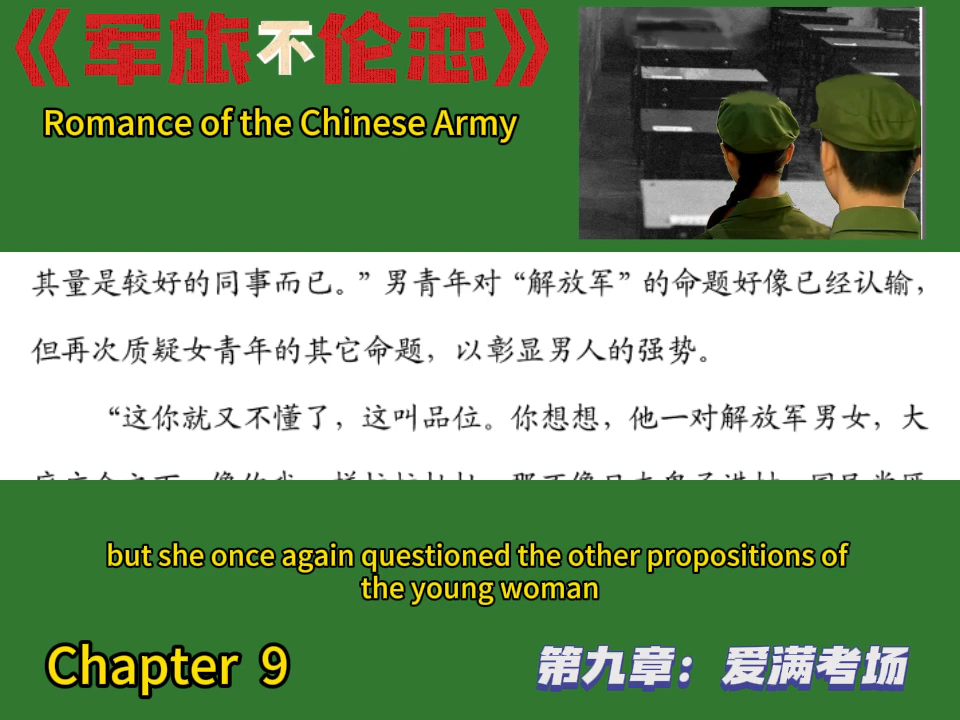 《军旅不伦恋》
Romance of the Chinese Army
其量是较好的同事而已。”男青年对“解放军”的命题好像已经认输，
但再次质疑女青年的其它命题，以彰显男人的强势。
“这你就又不懂了，这叫品位。你想想，他一对解放军男女，大
but she once again questioned the other propositions of
the young woman
Chapter 9
第九章：爱满考场